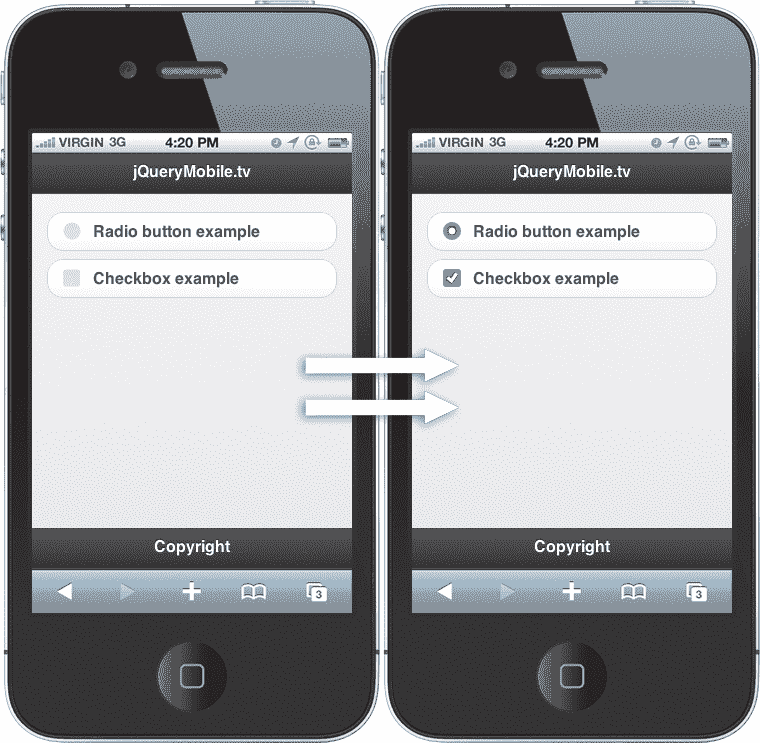 VIRGIN 3G 4:20 PM
jQueryMobile.tv
Radio button example
Checkbox example
Copyright
3
VIRGIN 3G 4:20 PM
jQueryMobile.tv
Radio button example
Checkbox example
Copyright
3